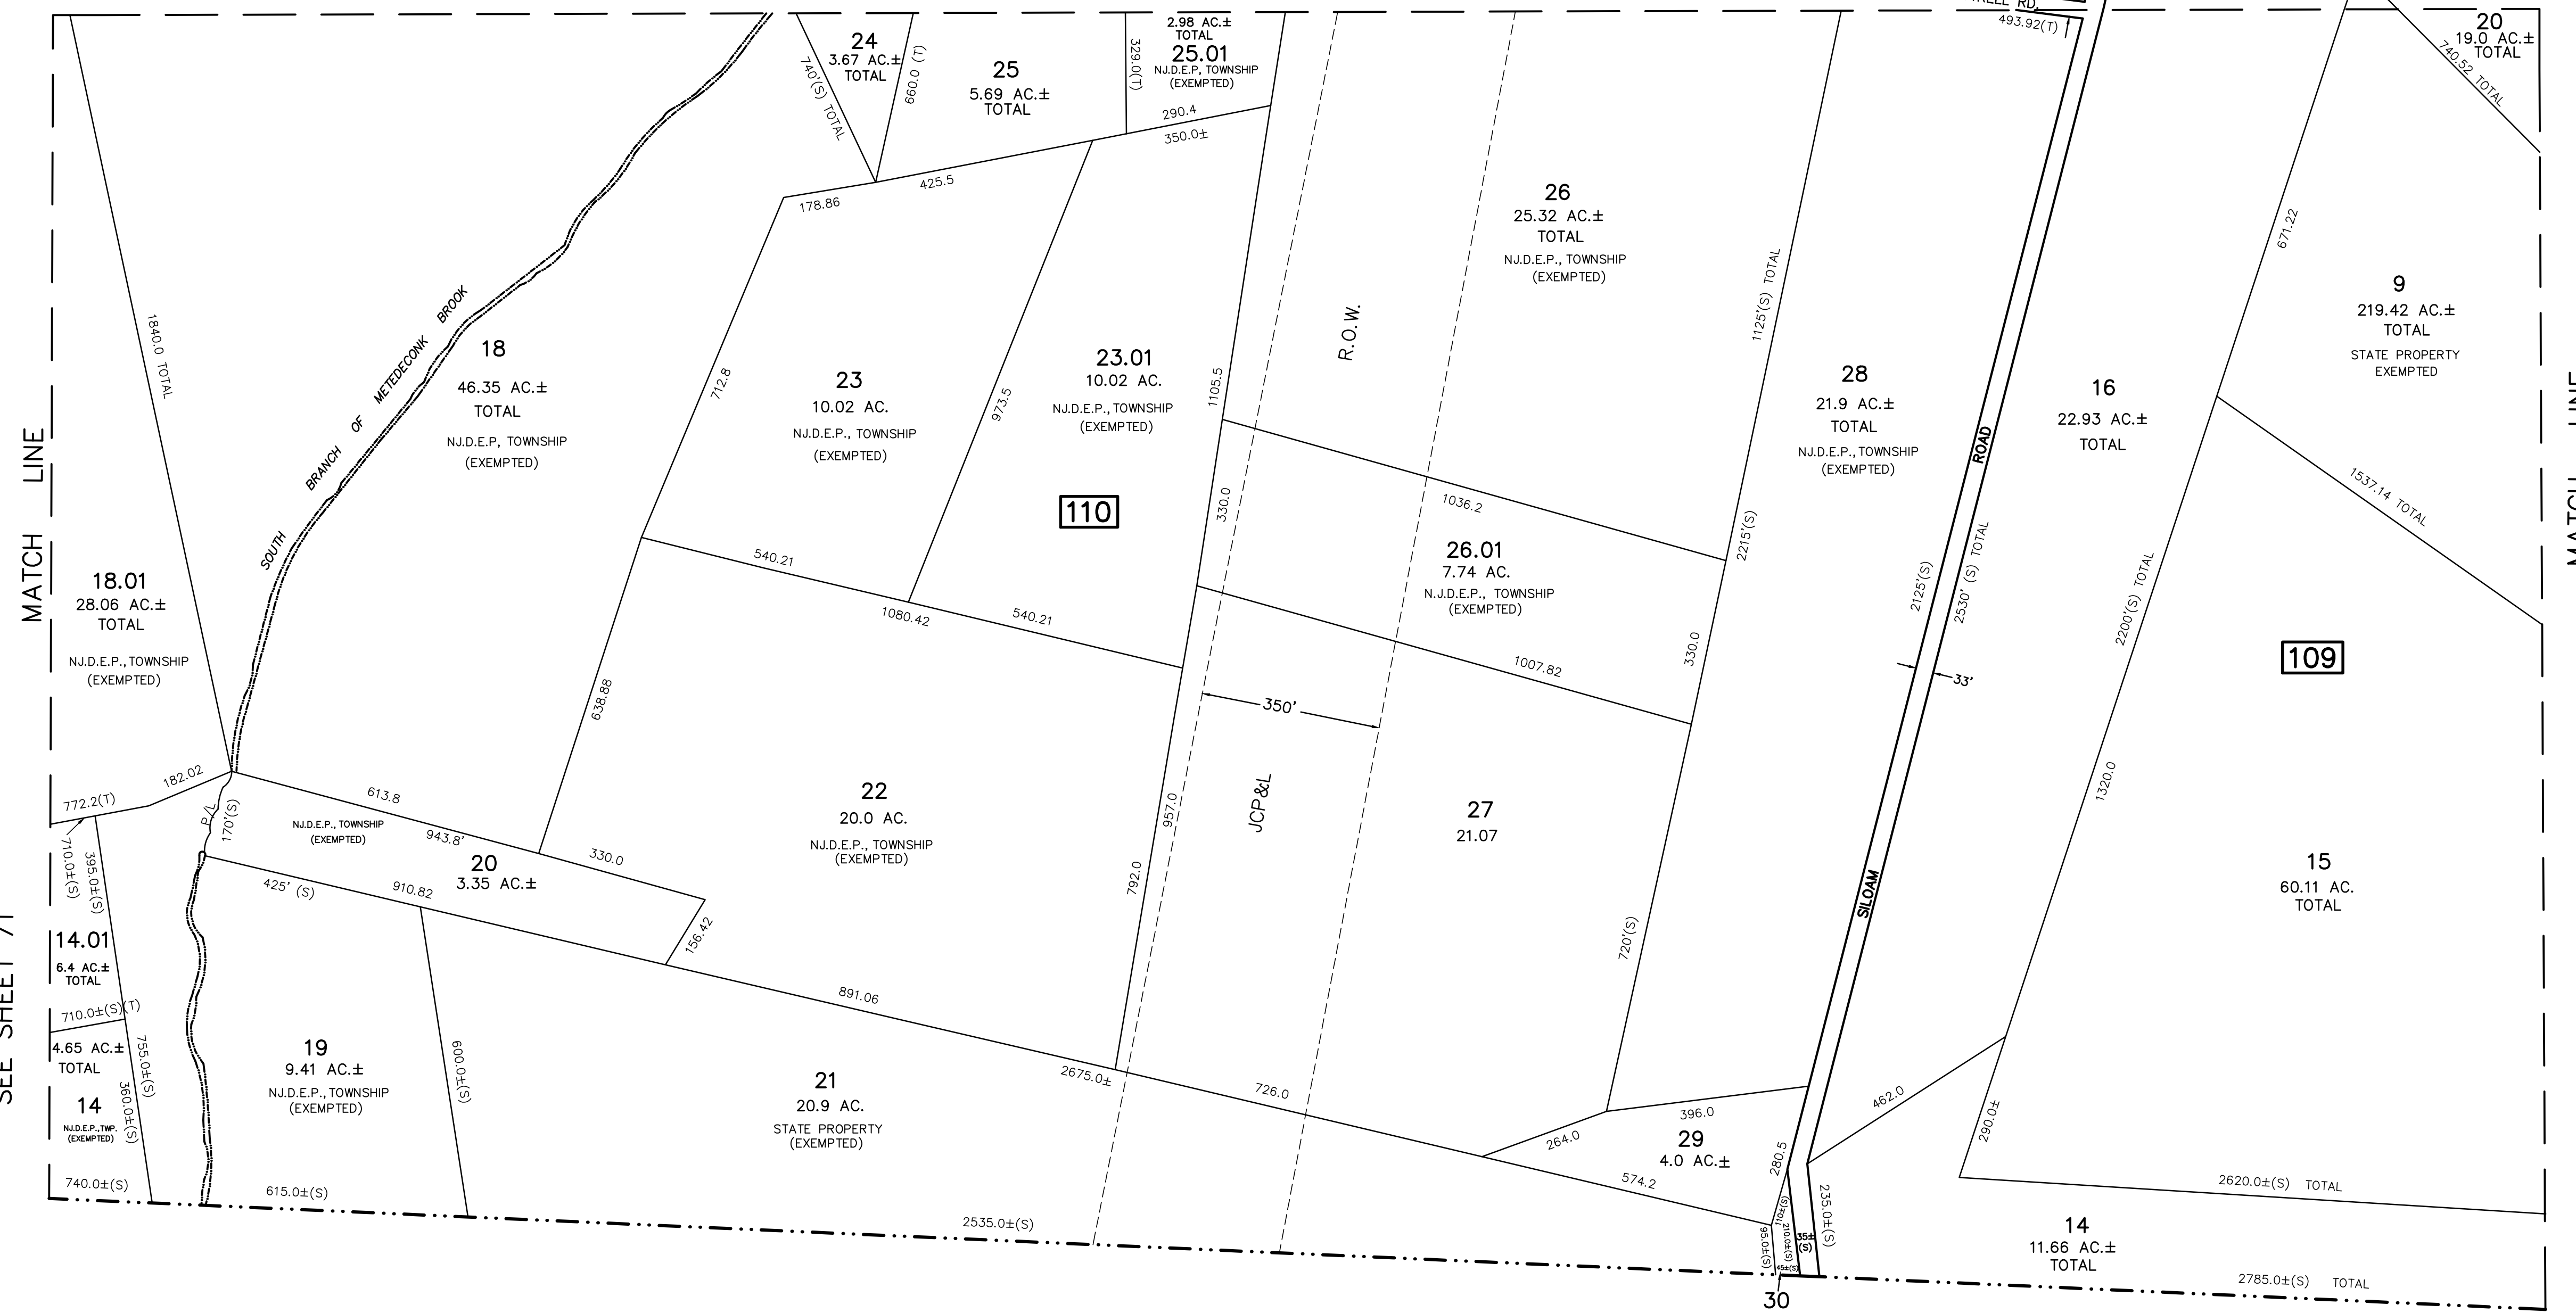 TRELL RD.
493.92(T)
24
3.67 AC.±
TOTAL
740'(S) TOTAL
660.0 (T)
25
5.69 AC.±
TOTAL
329.0(T)
2.98 AC.±
TOTAL
25.01
N.J.D.E.P, TOWNSHIP
(EXEMPTED)
290.4
350.0±
425.5
178.86
20
19.0 AC.±
TOTAL
740.52 TOTAL
MATCH LINE
1840.0 TOTAL
SOUTH BRANCH OF METEDECONK BROOK
18
46.35 AC.±
TOTAL
N.J.D.E.P, TOWNSHIP
(EXEMPTED)
712.8
23
10.02 AC.
N.J.D.E.P., TOWNSHIP
(EXEMPTED)
973.5
23.01
10.02 AC.
N.J.D.E.P., TOWNSHIP
(EXEMPTED)
110
1105.5
330.0
R.O.W.
26
25.32 AC.±
TOTAL
N.J.D.E.P., TOWNSHIP
(EXEMPTED)
1125'(S) TOTAL
1036.2
26.01
7.74 AC.
N.J.D.E.P., TOWNSHIP
(EXEMPTED)
2215'(S)
330.0
1007.82
28
21.9 AC.±
TOTAL
N.J.D.E.P., TOWNSHIP
(EXEMPTED)
SILOAM ROAD
2125'(S)
2530' (S) TOTAL
33'
16
22.93 AC.±
TOTAL
671.22
2200'(S) TOTAL
1320.0
9
219.42 AC.±
TOTAL
STATE PROPERTY
EXEMPTED
1537.14 TOTAL
109
MATCH LINE
15
60.11 AC.
TOTAL
18.01
28.06 AC.±
TOTAL
N.J.D.E.P., TOWNSHIP
(EXEMPTED)
182.02
772.2(T)
P/L
170'(S)
540.21
1080.42
540.21
638.88
613.8
943.8'
330.0
N.J.D.E.P., TOWNSHIP
(EXEMPTED)
20
3.35 AC.±
425' (S)
910.82
156.42
22
20.0 AC.
N.J.D.E.P., TOWNSHIP
(EXEMPTED)
957.0
792.0
350'
JCP&L
27
21.07
720'(S)
SEE SHEET 71
710.0±(S)
395.0±(S)
14.01
6.4 AC.±
TOTAL
710.0±(S)(T)
4.65 AC.±
TOTAL
14
N.J.D.E.P.,TWP.
(EXEMPTED)
755.0±(S)
360.0±(S)
740.0±(S)
19
9.41 AC.±
N.J.D.E.P., TOWNSHIP
(EXEMPTED)
600.0±(S)
615.0±(S)
891.06
21
20.9 AC.
STATE PROPERTY
(EXEMPTED)
2675.0±
726.0
2535.0±(S)
264.0
396.0
29
4.0 AC.±
574.2
280.5
110±(S)
210.0±(S)
95.0±(S)
45±(S)
35±
(S)
235.0±(S)
30
462.0
290.0±
2620.0±(S) TOTAL
14
11.66 AC.±
TOTAL
2785.0±(S) TOTAL